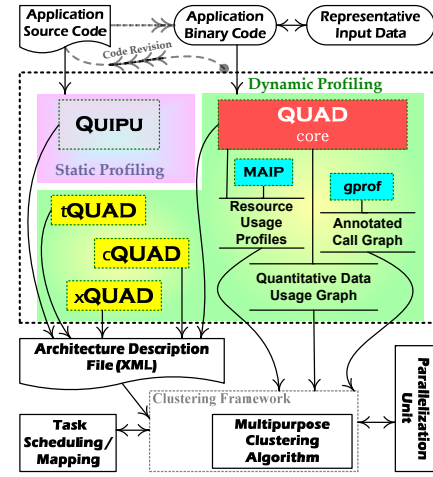 Application
Source Code
Application
Binary Code
Representative
Input Data
Code Revision
Dynamic Profiling
QUIPU
Static Profiling
QUAD
core
MAIP
gprof
Resource
Usage
Profiles
Annotated
Call Graph
tQUAD
cQUAD
xQUAD
Quantitative Data
Usage Graph
Architecture Description
File (XML)
Clustering Framework
Multipurpose
Clustering
Algorithm
Task
Scheduling/
Mapping
Parallelization
Unit